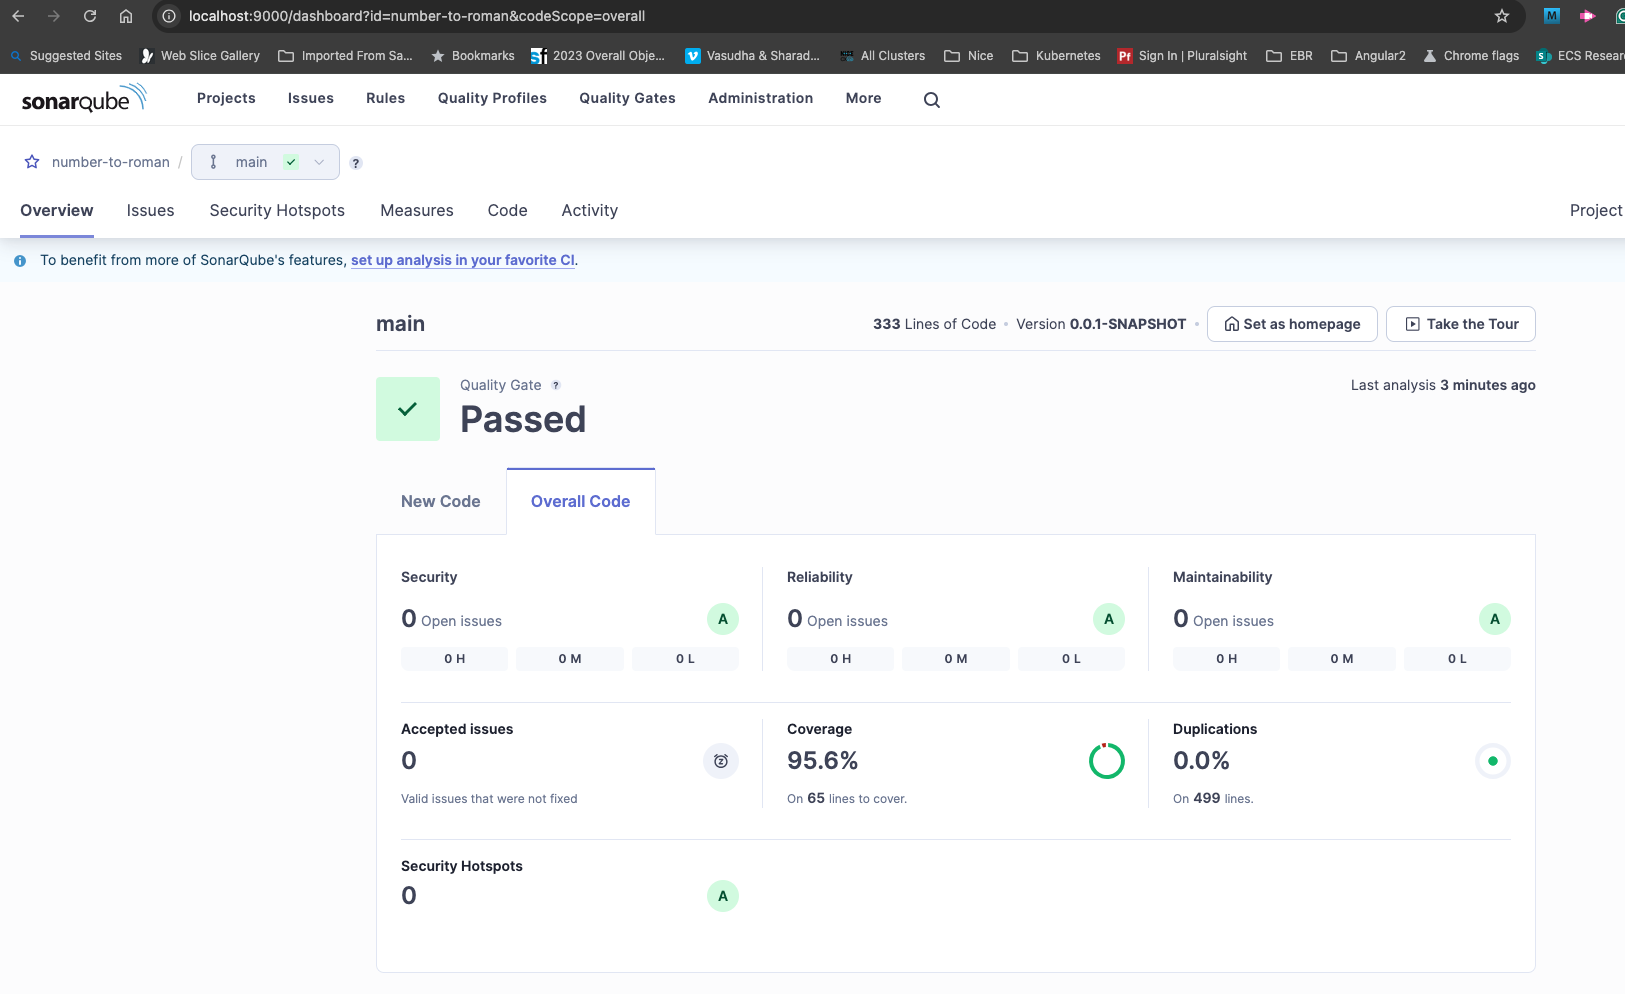 localhost:9000/dashboard?id=number-to-roman&codeScope=overall
Suggested Sites Web Slice Gallery Imported From Sa... Bookmarks 2023 Overall Obje... Vasudha & Sharad... All Clusters Nice Kubernetes Pf Sign In | Pluralsight EBR Angular2 Chrome flags ECS Resear
sonarqube Projects Issues Rules Quality Profiles Quality Gates Administration More
number-to-roman / main ?
Overview Issues Security Hotspots Measures Code Activity Project
To benefit from more of SonarQube's features, set up analysis in your favorite CI.
main 333 Lines of Code • Version 0.0.1-SNAPSHOT • Set as homepage Take the Tour
Quality Gate ? Last analysis 3 minutes ago
Passed
New Code Overall Code
Security Reliability Maintainability
0 Open issues A 0 Open issues A 0 Open issues A
0 H 0 M 0 L 0 H 0 M 0 L 0 H 0 M 0 L
Accepted issues Coverage Duplications
0 95.6% 0.0%
Valid issues that were not fixed On 65 lines to cover. On 499 lines.
Security Hotspots
0 A